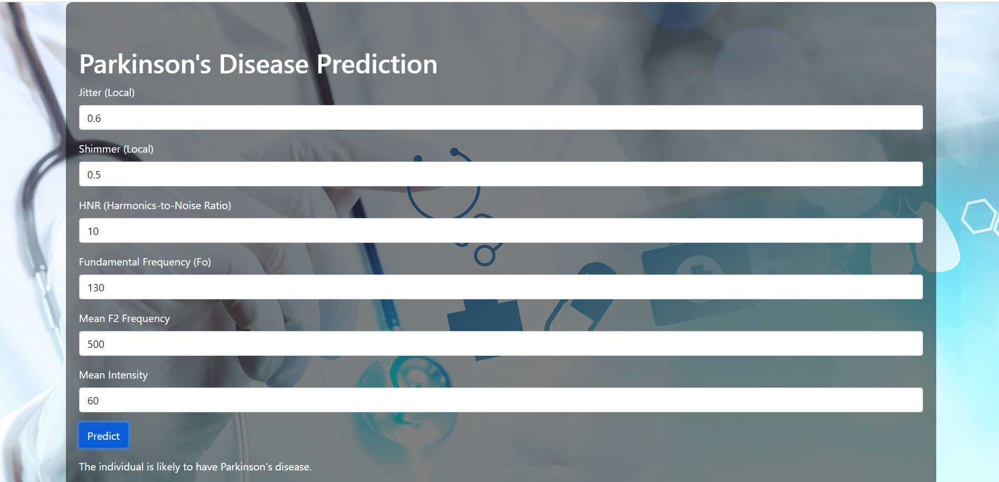 Parkinson's Disease Prediction
Jitter (Local)
0.6
Shimmer (Local)
0.5
HNR (Harmonics-to-Noise Ratio)
10
Fundamental Frequency (Fo)
130
Mean F2 Frequency
500
Mean Intensity
60
Predict
The individual is likely to have Parkinson's disease.